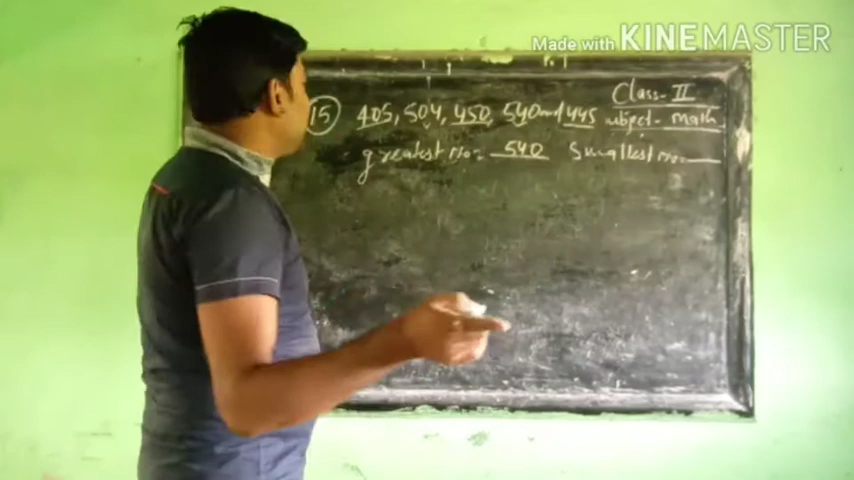 Made with KINEMASTER
Class-II
15 405, 504, 450, 540 and 445 subject- math
greatest no= 540 Smallest no=